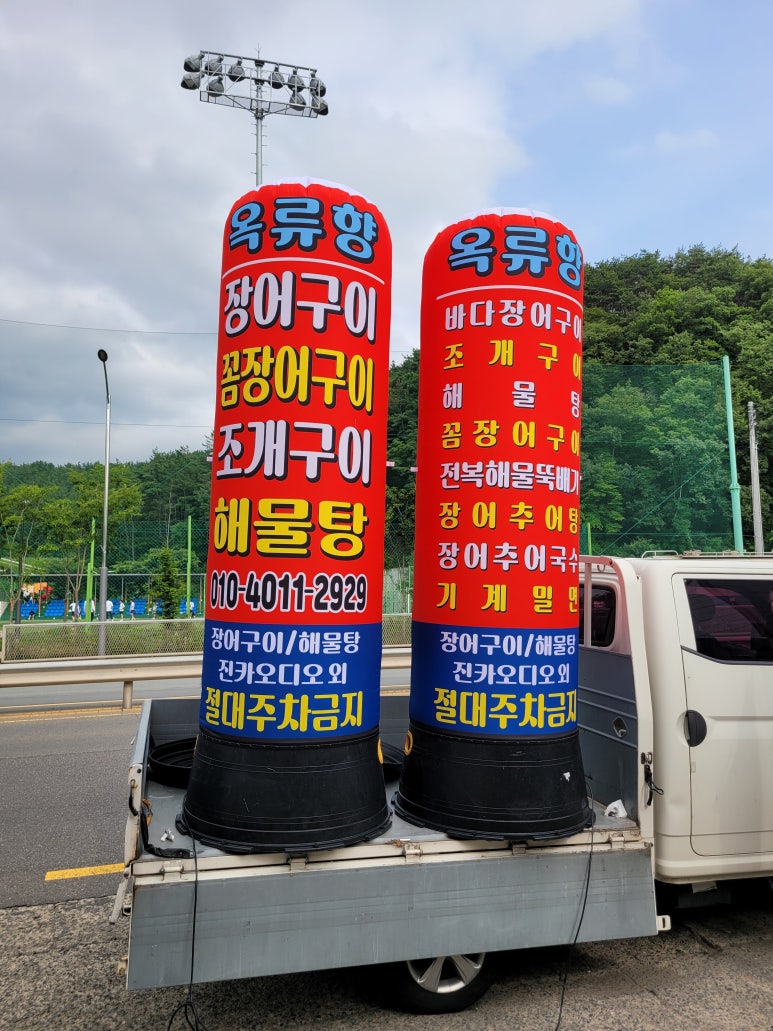 옥류향
장어구이
꼼장어구이
조개구이
해물탕
010-4011-2929
장어구이/해물탕
진카오디오 외
절대주차금지
옥류향
바다장어구이
조개구이
해물탕
꼼장어구이
전복해물뚝배기
장어추어탕
장어추어국수
기계밀면
장어구이/해물탕
진카오디오 외
절대주차금지